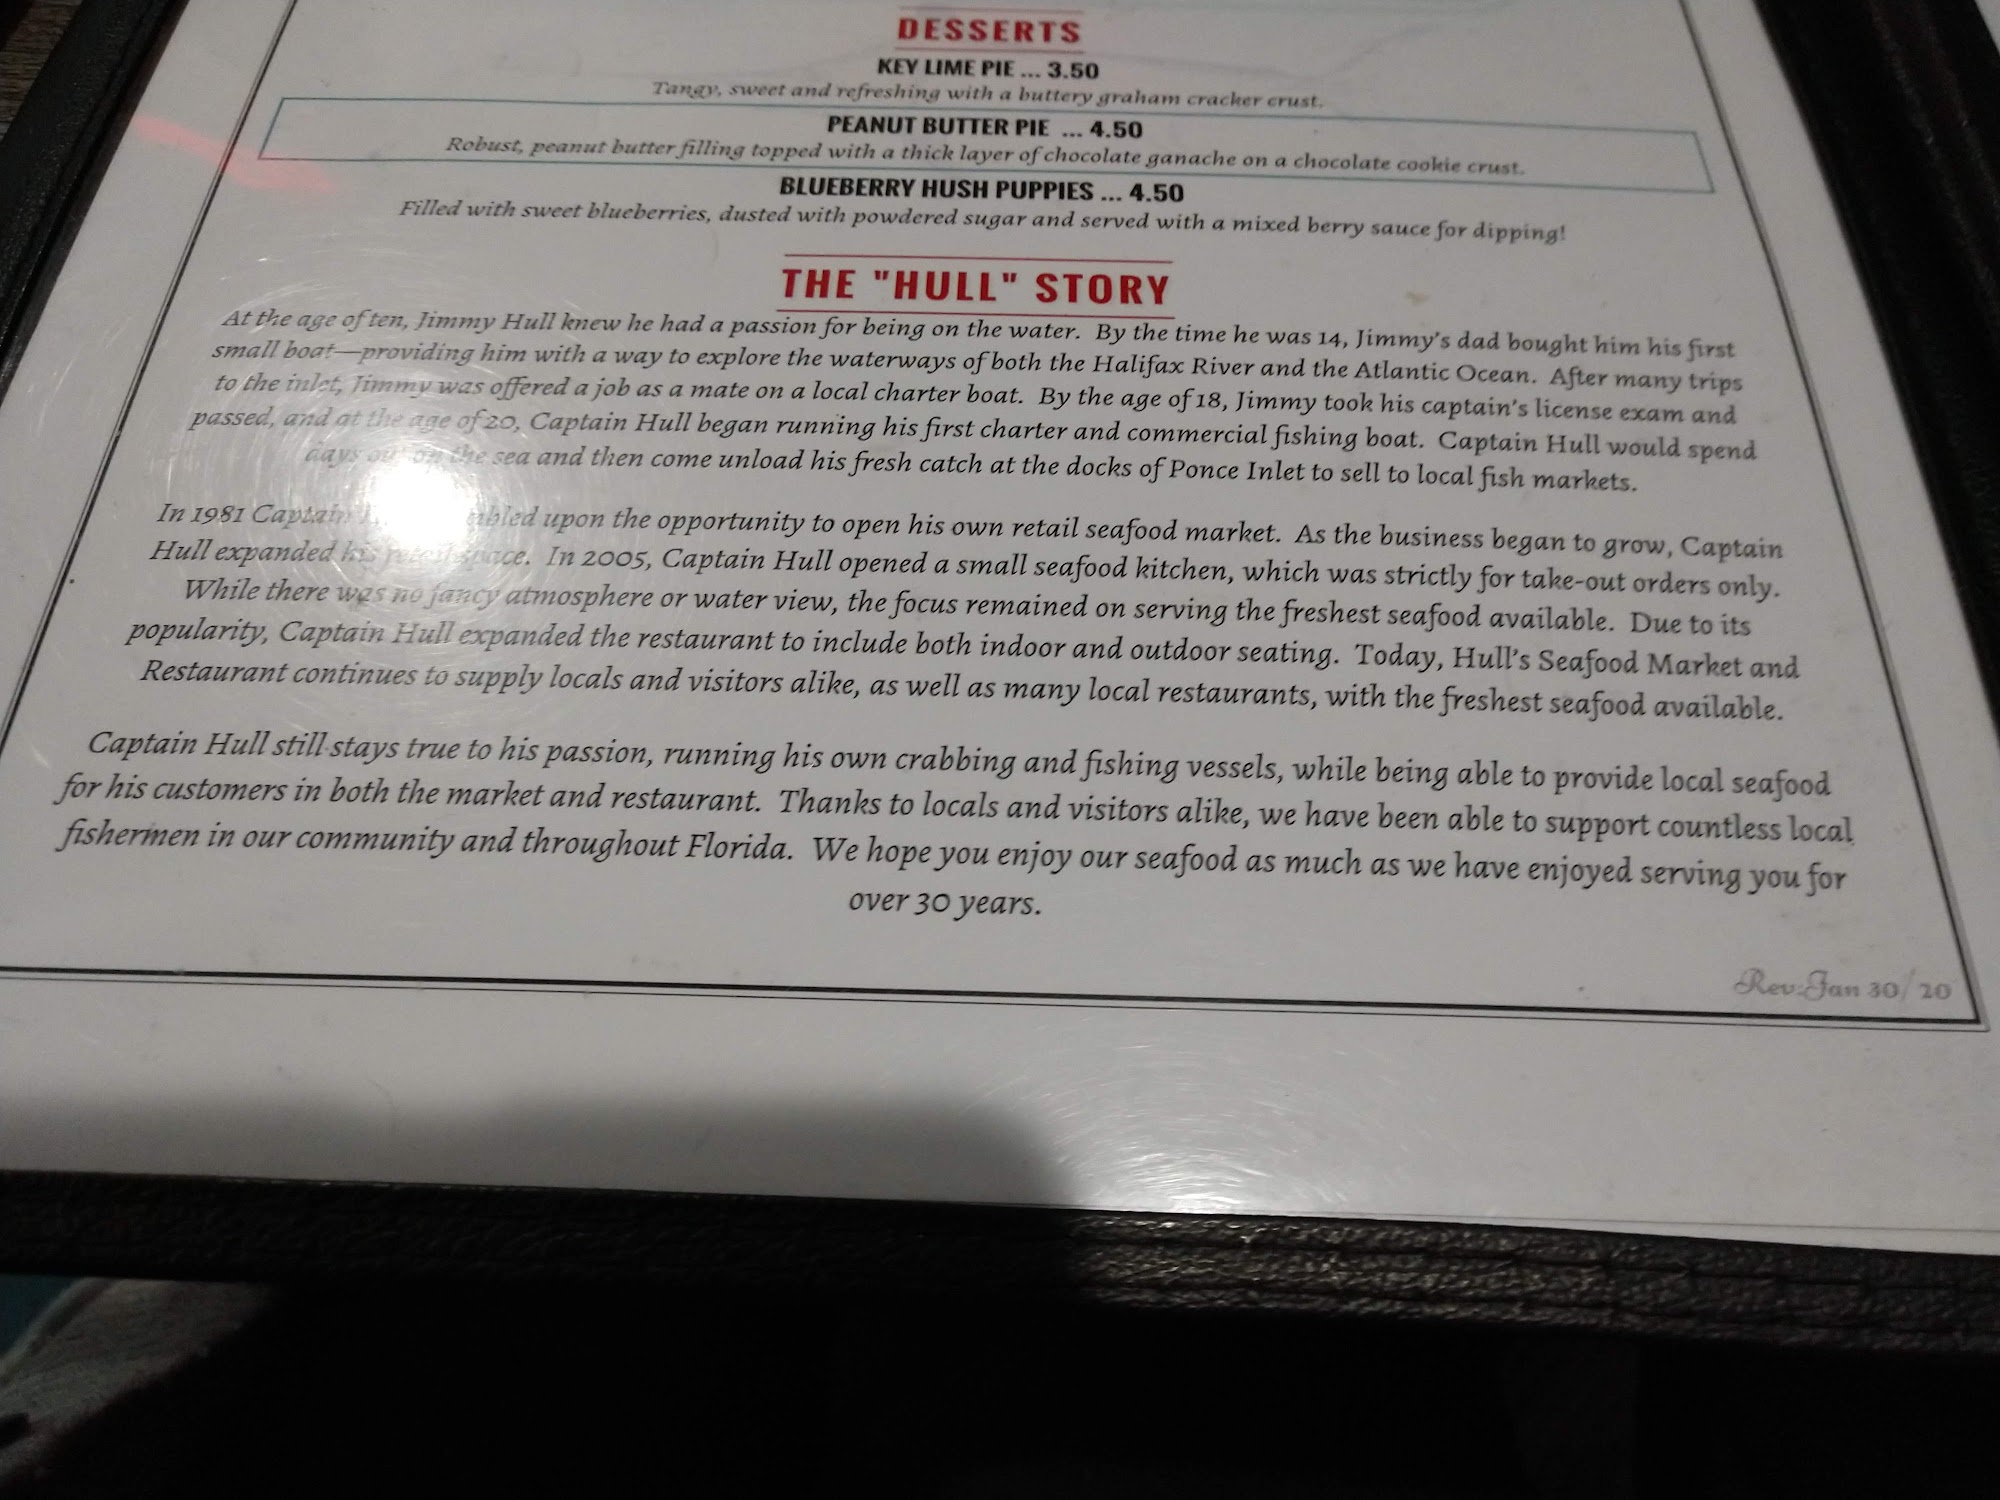 DESSERTS
KEY LIME PIE ... 3.50
Tangy, sweet and refreshing with a buttery graham cracker crust.
PEANUT BUTTER PIE ... 4.50
Robust, peanut butter filling topped with a thick layer of chocolate ganache on a chocolate cookie crust.
BLUEBERRY HUSH PUPPIES ... 4.50
Filled with sweet blueberries, dusted with powdered sugar and served with a mixed berry sauce for dipping!
THE "HULL" STORY
At the age of ten, Jimmy Hull knew he had a passion for being on the water. By the time he was 14, Jimmy's dad bought him his first
small boat—providing him with a way to explore the waterways of both the Halifax River and the Atlantic Ocean. After many trips
to the inlet, Jimmy was offered a job as a mate on a local charter boat. By the age of 18, Jimmy took his captain's license exam and
passed, and at the age of 20, Captain Hull began running his first charter and commercial fishing boat. Captain Hull would spend
days out on the sea and then come unload his fresh catch at the docks of Ponce Inlet to sell to local fish markets.
In 1981 Captain upon the opportunity to open his own retail seafood market. As the business began to grow, Captain
Hull expanded his retail space. In 2005, Captain Hull opened a small seafood kitchen, which was strictly for take-out orders only.
While there was no fancy atmosphere or water view, the focus remained on serving the freshest seafood available. Due to its
popularity, Captain Hull expanded the restaurant to include both indoor and outdoor seating. Today, Hull's Seafood Market and
Restaurant continues to supply locals and visitors alike, as well as many local restaurants, with the freshest seafood available.
Captain Hull still stays true to his passion, running his own crabbing and fishing vessels, while being able to provide local seafood
for his customers in both the market and restaurant. Thanks to locals and visitors alike, we have been able to support countless local
fishermen in our community and throughout Florida. We hope you enjoy our seafood as much as we have enjoyed serving you for
over 30 years.
Rev:Jan 30/20